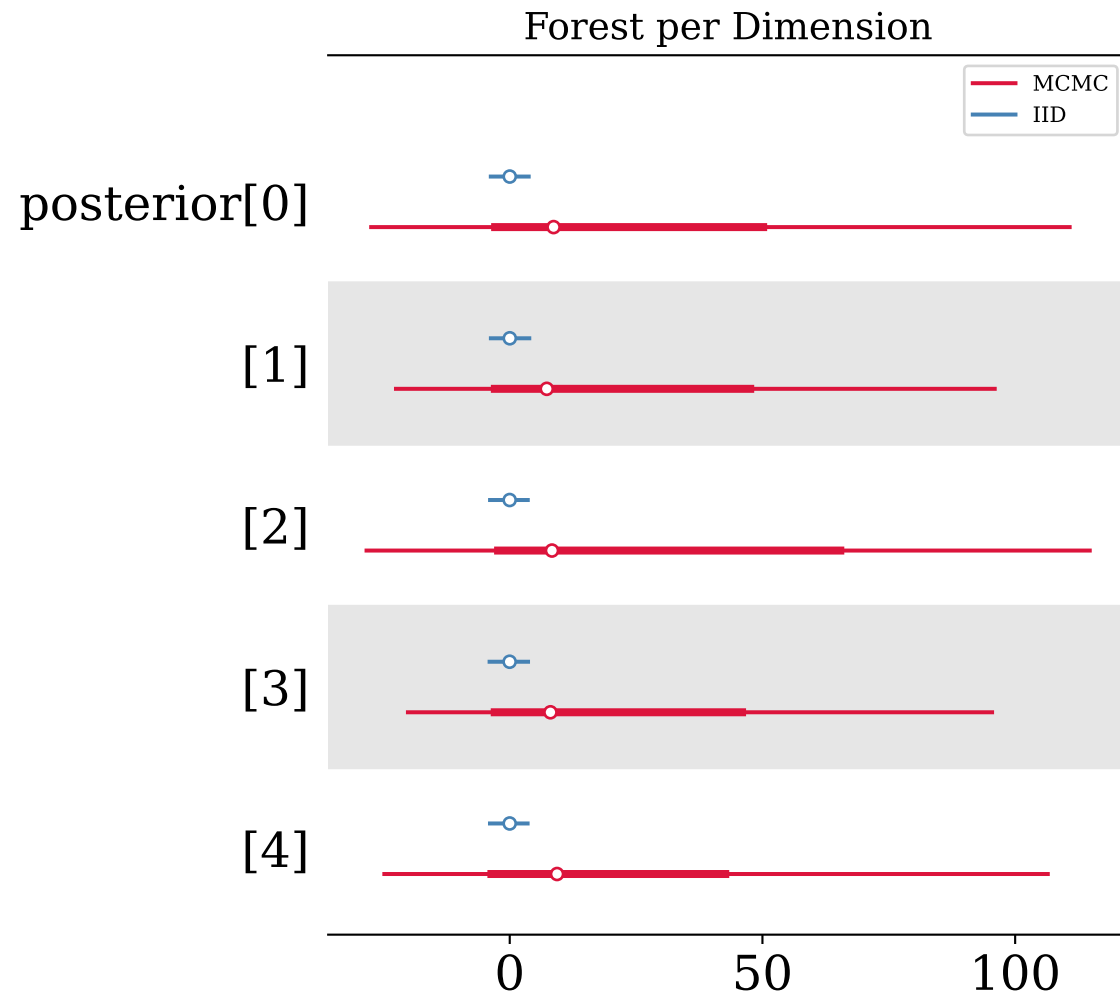 Forest per Dimension
MCMC
IID
posterior[0]
[1]
[2]
[3]
[4]
0 50 100